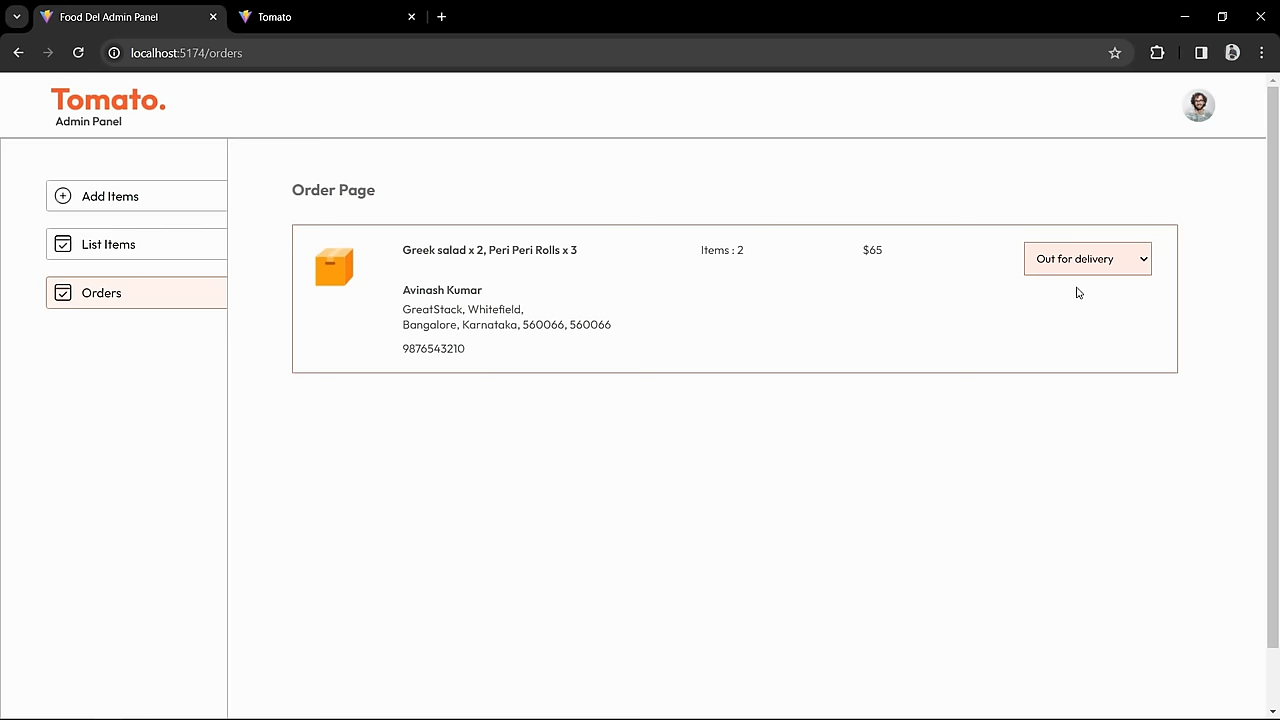 Food Del Admin Panel
Tomato
localhost:5174/orders
Tomato.
Admin Panel
Add Items
List Items
Orders
Order Page
Greek salad x 2, Peri Peri Rolls x 3
Items : 2
$65
Out for delivery
Avinash Kumar
GreatStack, Whitefield,
Bangalore, Karnataka, 560066, 560066
9876543210